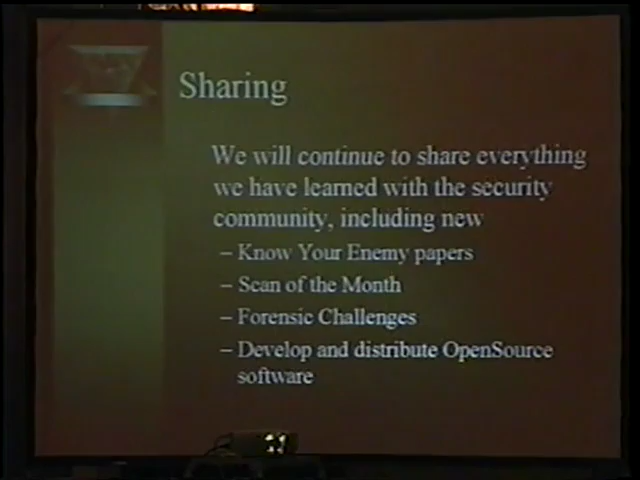 Sharing
We will continue to share everything
we have learned with the security
community, including new
– Know Your Enemy papers
– Scan of the Month
– Forensic Challenges
– Develop and distribute OpenSource
software